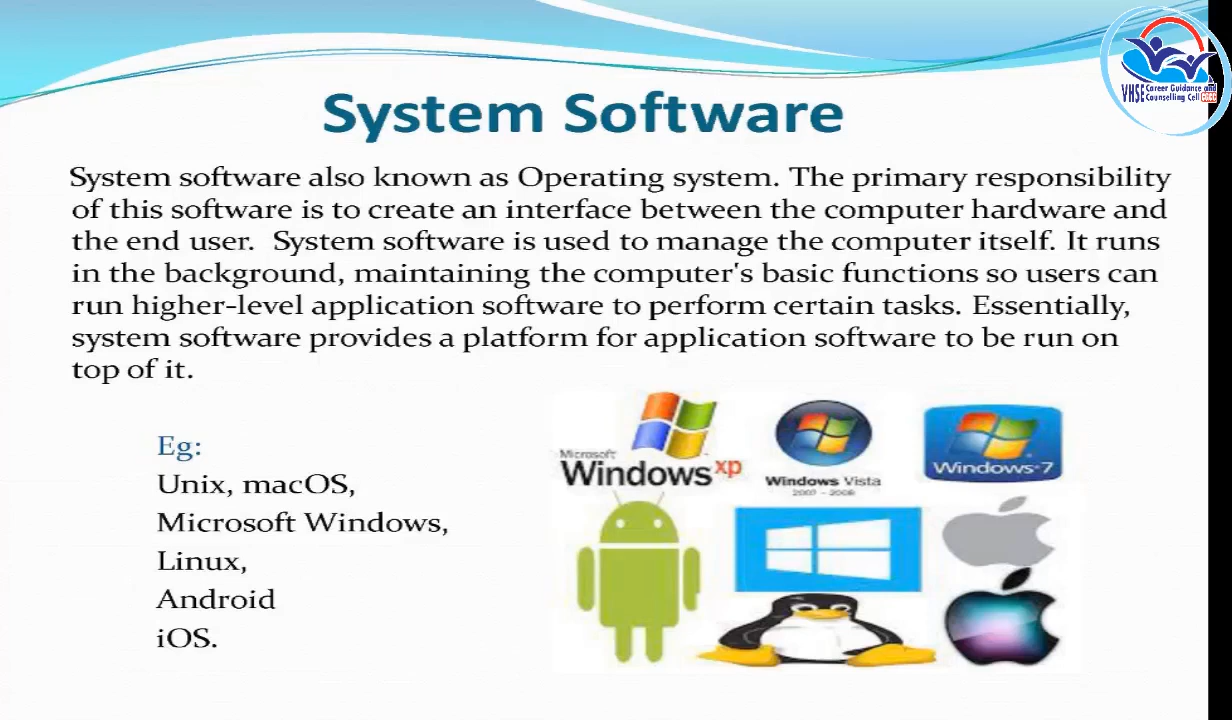 VHSE Career Guidance and
Counselling Cell
System Software
System software also known as Operating system. The primary responsibility
of this software is to create an interface between the computer hardware and
the end user. System software is used to manage the computer itself. It runs
in the background, maintaining the computer's basic functions so users can
run higher-level application software to perform certain tasks. Essentially,
system software provides a platform for application software to be run on
top of it.
Eg:
Unix, macOS,
Microsoft Windows,
Linux,
Android
iOS.
Microsoft
Windows xp
Windows Vista
2007 - 2008
Windows 7